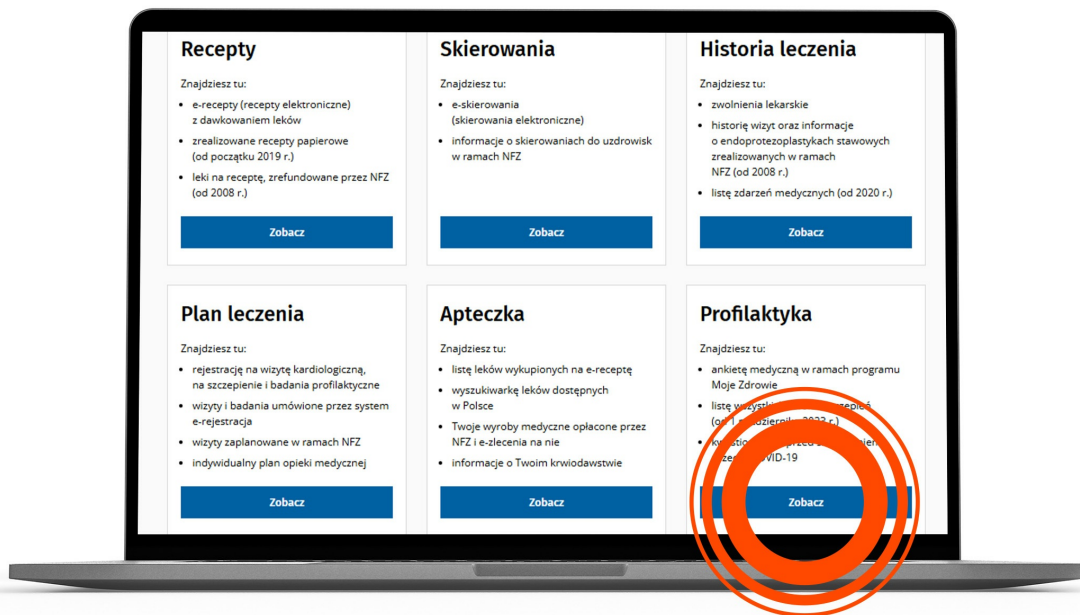 Recepty
Znajdziesz tu:
e-recepty (recepty elektroniczne)
z dawkowaniem leków
zrealizowane recepty papierowe
(od początku 2019 r.)
leki na receptę, zrefundowane przez NFZ
(od 2008 r.)
Zobacz
Skierowania
Znajdziesz tu:
e-skierowania
(skierowania elektroniczne)
informacje o skierowaniach do uzdrowisk
w ramach NFZ
Zobacz
Historia leczenia
Znajdziesz tu:
zwolnienia lekarskie
historię wizyt oraz informacje
o endoprotezoplastykach stawowych
zrealizowanych w ramach
NFZ (od 2008 r.)
listę zdarzeń medycznych (od 2020 r.)
Zobacz
Plan leczenia
Znajdziesz tu:
rejestrację na wizytę kardiologiczną,
na szczepienie i badania profilaktyczne
wizyty i badania umówione przez system
e-rejestracja
wizyty zaplanowane w ramach NFZ
indywidualny plan opieki medycznej
Zobacz
Apteczka
Znajdziesz tu:
listę leków wykupionych na e-receptę
wyszukiwarkę leków dostępnych
w Polsce
Twoje wyroby medyczne opłacone przez
NFZ i e-zlecenia na nie
informacje o Twoim krwiodawstwie
Zobacz
Profilaktyka
Znajdziesz tu:
ankietę medyczną w ramach programu
Moje Zdrowie
listę
(od 1 2023 r.)
COVID-19
Zobacz